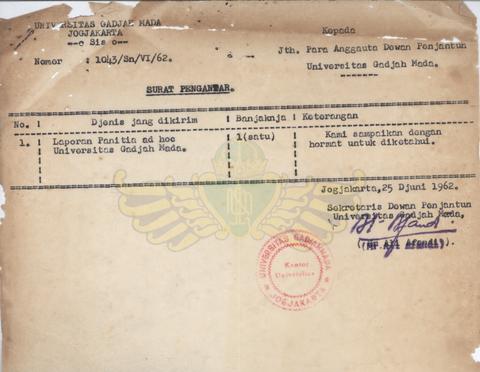 UNIVERSITAS GADJAH MADA
JOGJAKARTA
Nomor : 1043/Sn/VI/62.
Kepada
Jth. Para Anggauta Dewan Penjantun
Universitas Gadjah Mada.
SURAT PENGANTAR.
No. Djenis jang dikirim Banjaknja Keterangan
1. Laporan Panitia ad hoc 1(satu) Kami sampaikan dengan
Universitas Gadjah Mada. hormat untuk diketahui.
Jogjakarta, 25 Djuni 1962.
Sekretaris Dewan Penjantun
Universitas Gadjah Mada,
Ali Afandi).
UNIVERSITAS GADJAH MADA
Kantor
Universitas
JOGJAKARTA